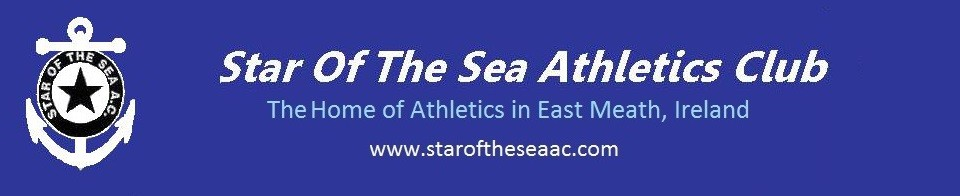 STAR OF THE SEA A.C.
Star Of The Sea Athletics Club
The Home of Athletics in East Meath, Ireland
www.staroftheseaac.com